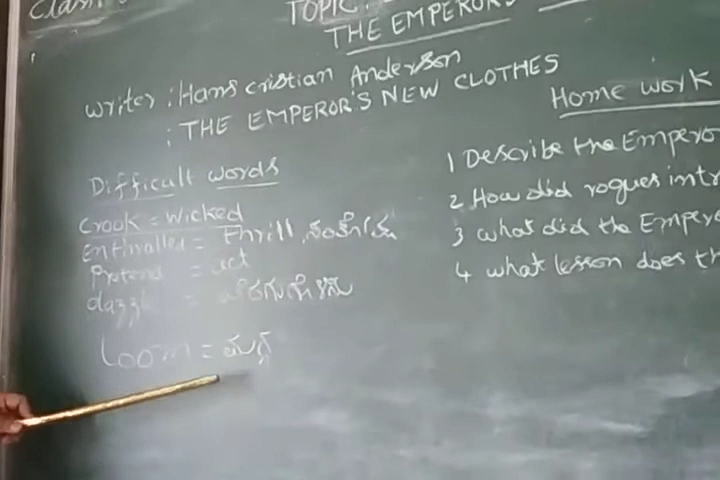 Class:
TOPIC
THE EMPEROR'S
writer : Hans Cristian Anderson
: THE EMPEROR'S NEW CLOTHES
Home work
Difficult words
Crook = wicked
Enthralled = Thrill
Pretend = act
dazzle =
Loom = ಮಗ್ಗ
1 Describe the Empero
2 How did rogues intr
3 what did the Empero
4 what lesson does th